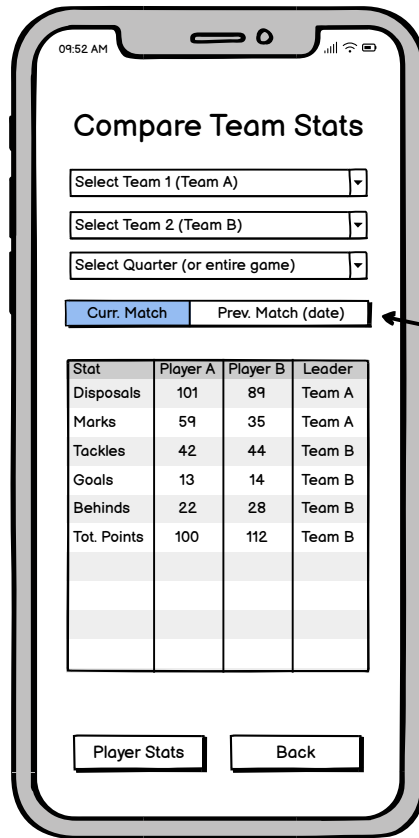 09:52 AM
Compare Team Stats
Select Team 1 (Team A)
Select Team 2 (Team B)
Select Quarter (or entire game)
Curr. Match Prev. Match (date)
Stat Player A Player B Leader
Disposals 101 89 Team A
Marks 59 35 Team A
Tackles 42 44 Team B
Goals 13 14 Team B
Behinds 22 28 Team B
Tot. Points 100 112 Team B
Player Stats Back